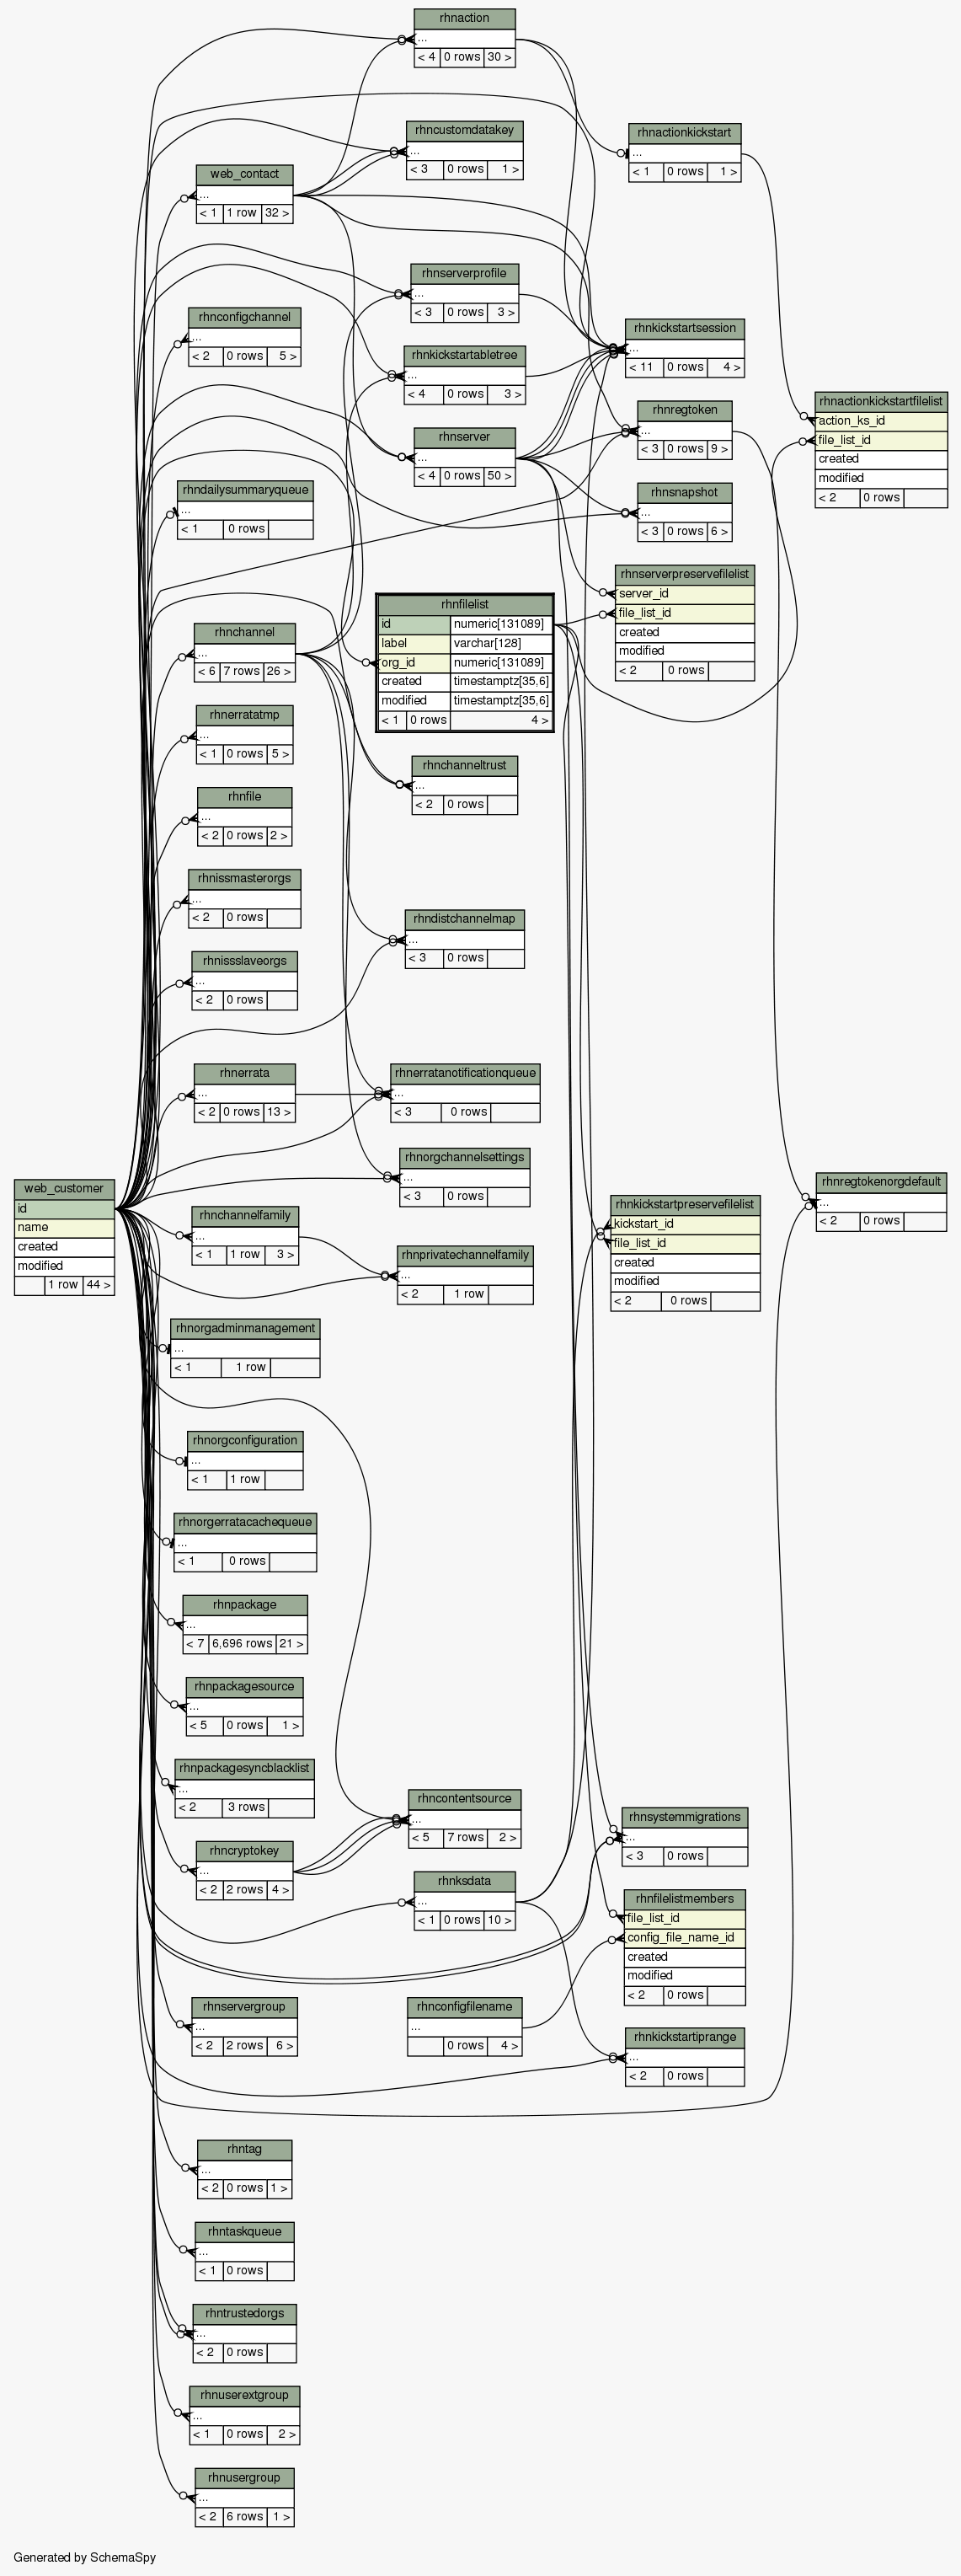 rhnaction
...
< 4 0 rows 30 >
rhncustomdatakey
...
< 3 0 rows 1 >
rhnactionkickstart
...
< 1 0 rows 1 >
web_contact
...
< 1 1 row 32 >
rhnserverprofile
...
< 3 0 rows 3 >
rhnconfigchannel
...
< 2 0 rows 5 >
rhnkickstartsession
...
< 11 0 rows 4 >
rhnkickstartabletree
...
< 4 0 rows 3 >
rhnactionkickstartfilelist
action_ks_id
file_list_id
created
modified
< 2 0 rows
rhnregtoken
...
< 3 0 rows 9 >
rhnserver
...
< 4 0 rows 50 >
rhndailysummaryqueue
...
< 1 0 rows
rhnsnapshot
...
< 3 0 rows 6 >
rhnserverpreservefilelist
server_id
file_list_id
created
modified
< 2 0 rows
rhnfilelist
id numeric[131089]
label varchar[128]
org_id numeric[131089]
created timestamptz[35,6]
modified timestamptz[35,6]
< 1 0 rows 4 >
rhnchannel
...
< 6 7 rows 26 >
rhnerratatmp
...
< 1 0 rows 5 >
rhnchanneltrust
...
< 2 0 rows
rhnfile
...
< 2 0 rows 2 >
rhnissmasterorgs
...
< 2 0 rows
rhndistchannelmap
...
< 3 0 rows
rhnissslaveorgs
...
< 2 0 rows
rhnerrata
...
< 2 0 rows 13 >
rhnerratanotificationqueue
...
< 3 0 rows
rhnorgchannelsettings
...
< 3 0 rows
web_customer
id
name
created
modified
1 row 44 >
rhnregtokenorgdefault
...
< 2 0 rows
rhnkickstartpreservefilelist
kickstart_id
file_list_id
created
modified
< 2 0 rows
rhnchannelfamily
...
< 1 1 row 3 >
rhnprivatechannelfamily
...
< 2 1 row
rhnorgadminmanagement
...
< 1 1 row
rhnorgconfiguration
...
< 1 1 row
rhnorgerratacachequeue
...
< 1 0 rows
rhnpackage
...
< 7 6,696 rows 21 >
rhnpackagesource
...
< 5 0 rows 1 >
rhnpackagesyncblacklist
...
< 2 3 rows
rhncontentsource
...
< 5 7 rows 2 >
rhnsystemmigrations
...
< 3 0 rows
rhncryptokey
...
< 2 2 rows 4 >
rhnksdata
...
< 1 0 rows 10 >
rhnfilelistmembers
file_list_id
config_file_name_id
created
modified
< 2 0 rows
rhnservergroup
...
< 2 2 rows 6 >
rhnconfigfilename
...
0 rows 4 >
rhnkickstartiprange
...
< 2 0 rows
rhntag
...
< 2 0 rows 1 >
rhntaskqueue
...
< 1 0 rows
rhntrustedorgs
...
< 2 0 rows
rhnuserextgroup
...
< 1 0 rows 2 >
rhnusergroup
...
< 2 6 rows 1 >
Generated by SchemaSpy